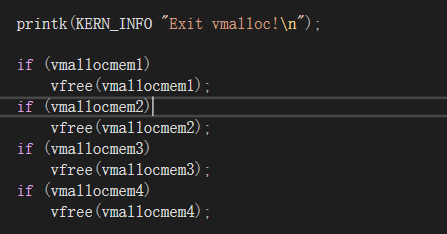 printk(KERN_INFO "Exit vmalloc!\n");
if (vmallocmem1)
vfree(vmallocmem1);
if (vmallocmem2)
vfree(vmallocmem2);
if (vmallocmem3)
vfree(vmallocmem3);
if (vmallocmem4)
vfree(vmallocmem4);